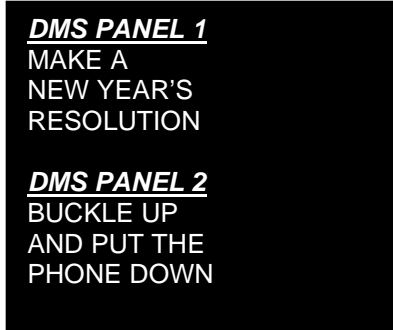 DMS PANEL 1
MAKE A
NEW YEAR'S
RESOLUTION
DMS PANEL 2
BUCKLE UP
AND PUT THE
PHONE DOWN